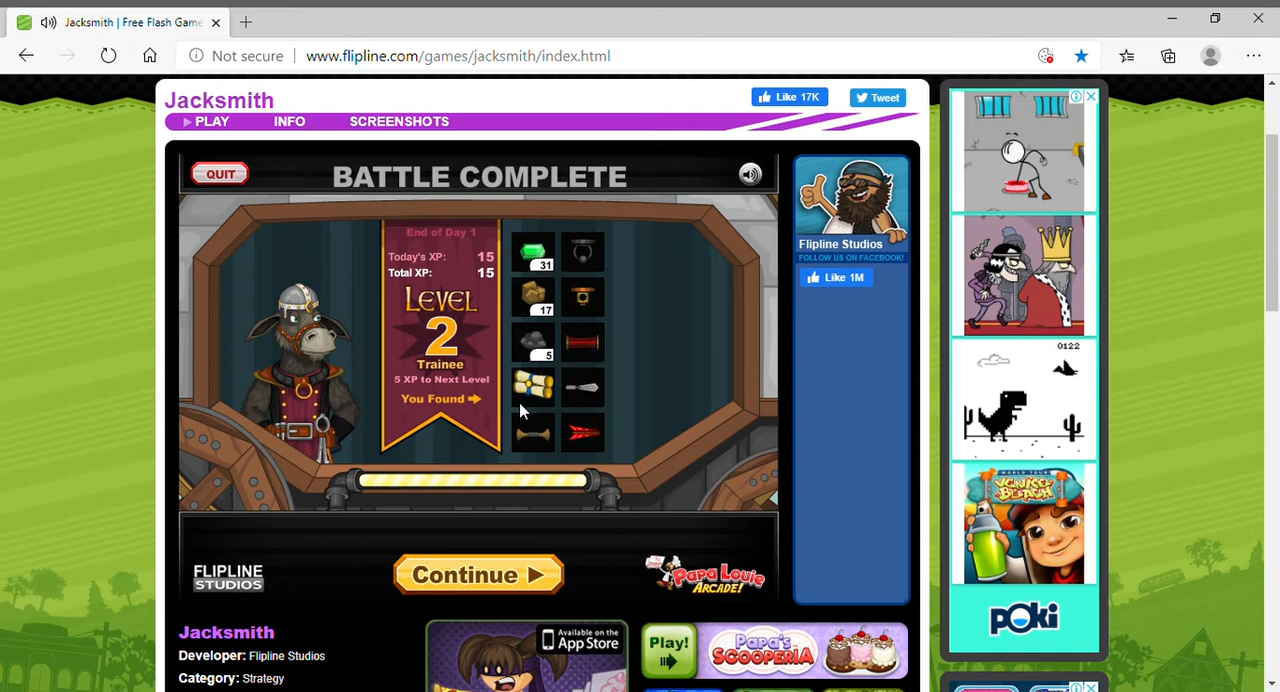 Jacksmith | Free Flash Game
Not secure
www.flipline.com/games/jacksmith/index.html
Jacksmith
Like 17K
Tweet
PLAY
INFO
SCREENSHOTS
QUIT
BATTLE COMPLETE
End of Day 1
Today's XP: 15
Total XP: 15
LEVEL
2
Trainee
5 XP to Next Level
You Found
31
17
5
Flipline Studios
FOLLOW US ON FACEBOOK!
Like 1M
0122
WORLD TOUR
VENICE
BEACH
POKI
FLIPLINE
STUDIOS
Continue
Papa Louie
ARCADE!
Jacksmith
Developer: Flipline Studios
Category: Strategy
Available on the
App Store
Play!
Papa's
SCOOPERIA